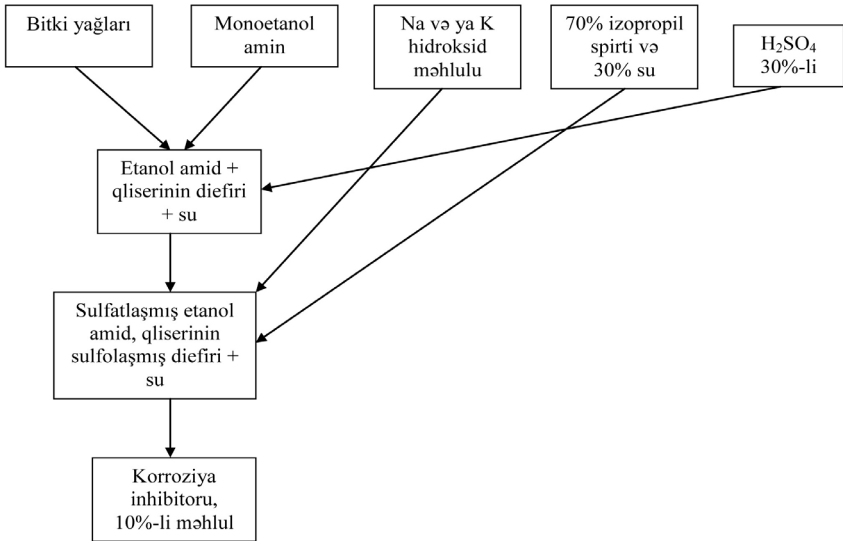 Bitki yağları
Monoetanol
amin
Na və ya K
hidroksid
məhlulu
70% izopropil
spirti və
30% su
H₂SO₄
30%-li
Etanol amid +
qliserinin diefiri
+ su
Sulfatlaşmış etanol
amid, qliserinin
sulfolaşmış diefiri +
su
Korroziya
inhibitoru,
10%-li məhlul